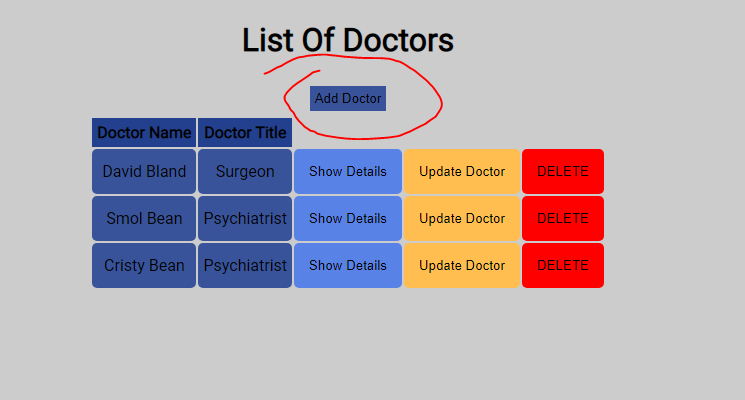 List Of Doctors
Add Doctor
Doctor Name Doctor Title
David Bland Surgeon Show Details Update Doctor DELETE
Smol Bean Psychiatrist Show Details Update Doctor DELETE
Cristy Bean Psychiatrist Show Details Update Doctor DELETE